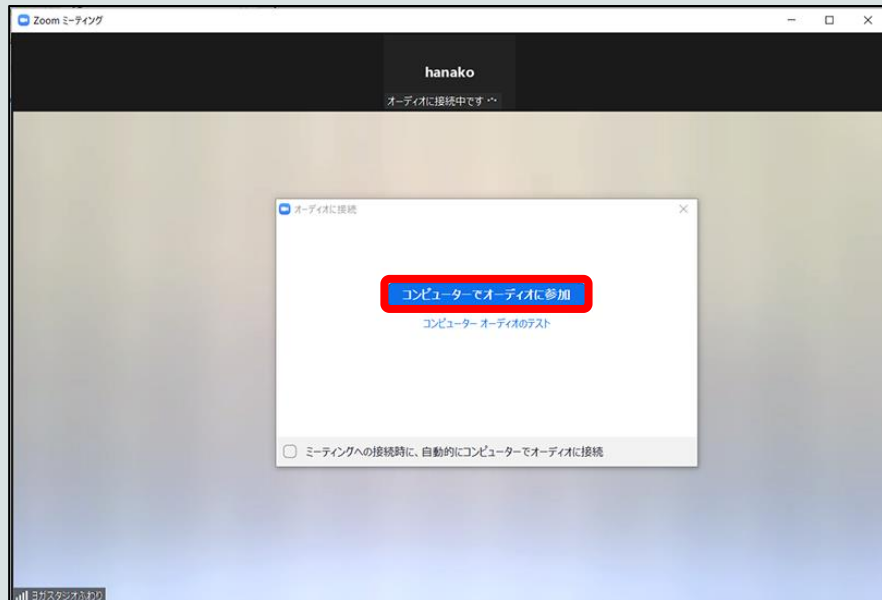 Zoom ミーティング
hanako
オーディオに接続中です
オーディオに接続
コンピューターでオーディオに参加
コンピューター オーディオのテスト
ミーティングへの接続時に、自動的にコンピューターでオーディオに接続
ヨガスタジオふわり